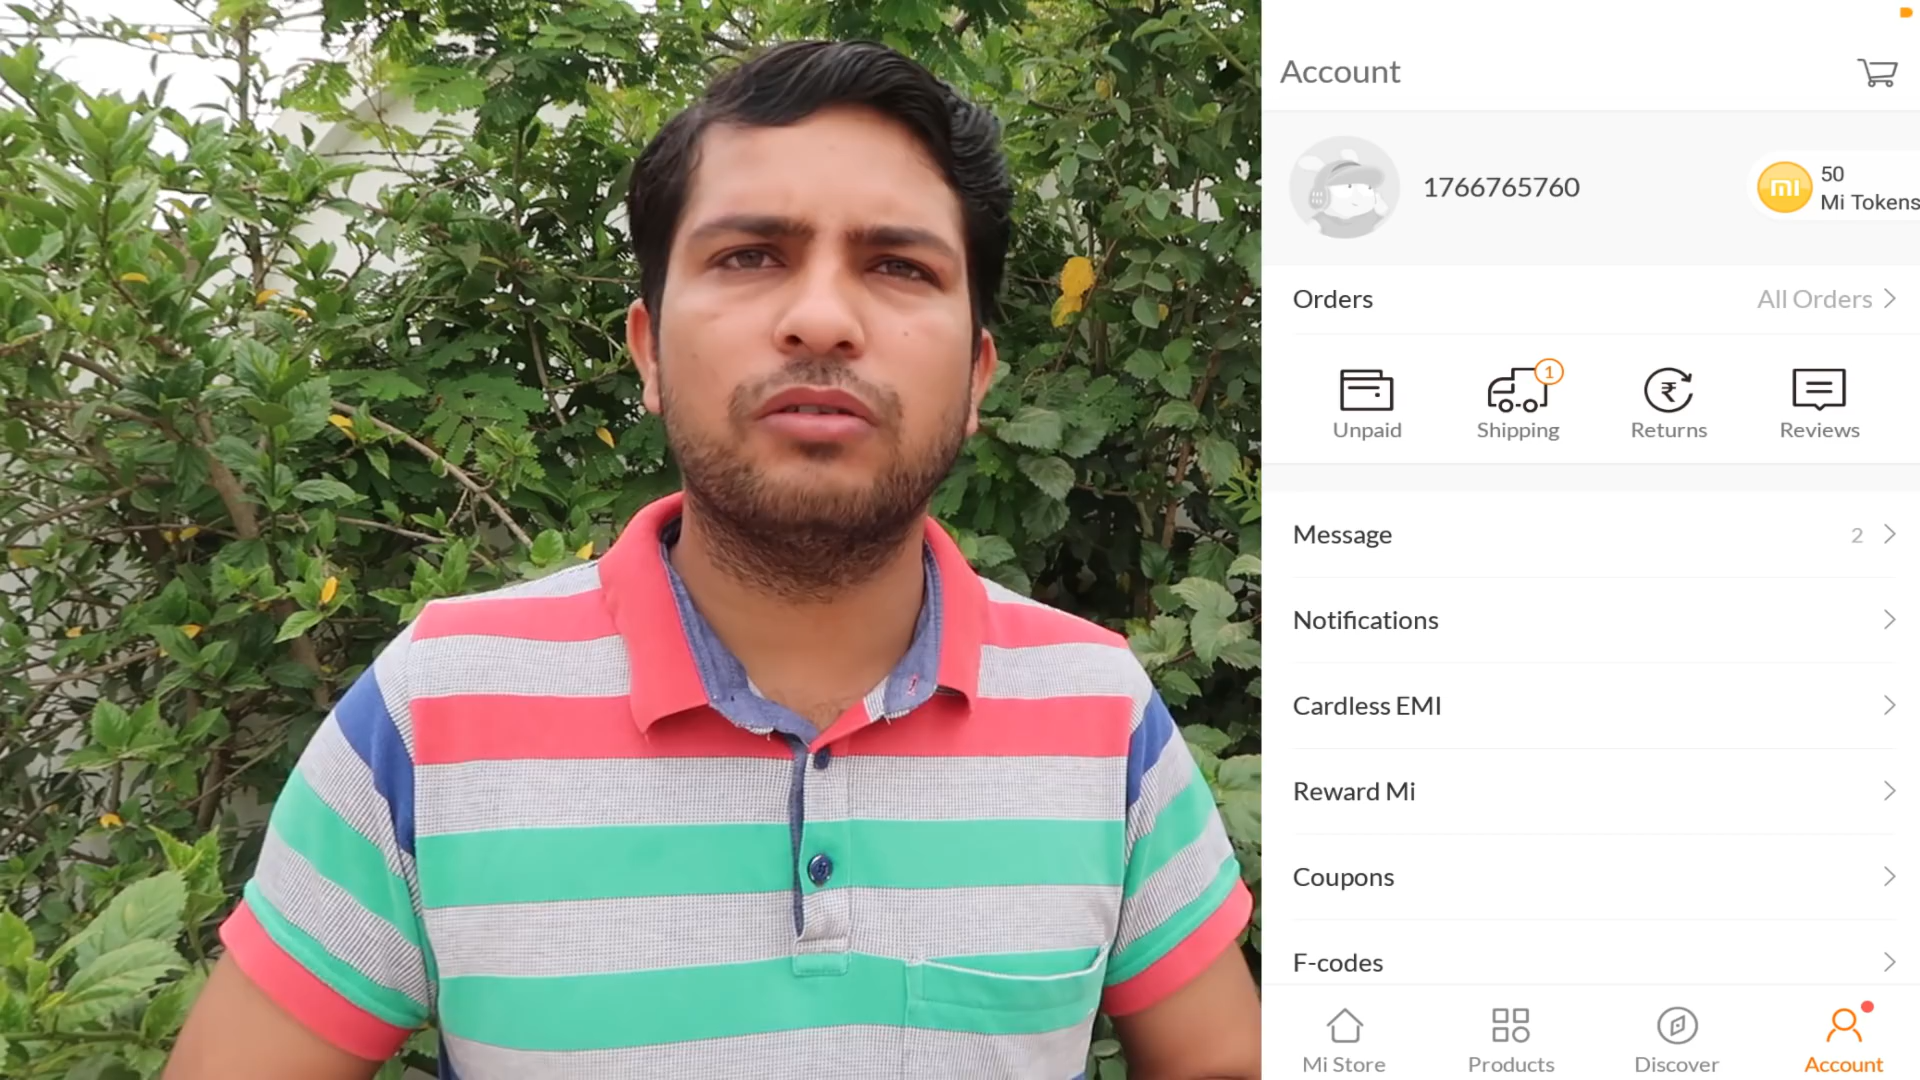 Account
1766765760
mi
50
Mi Tokens
Orders
All Orders
1
Unpaid
Shipping
Returns
Reviews
Message
2
Notifications
Cardless EMI
Reward Mi
Coupons
F-codes
Mi Store
Products
Discover
Account